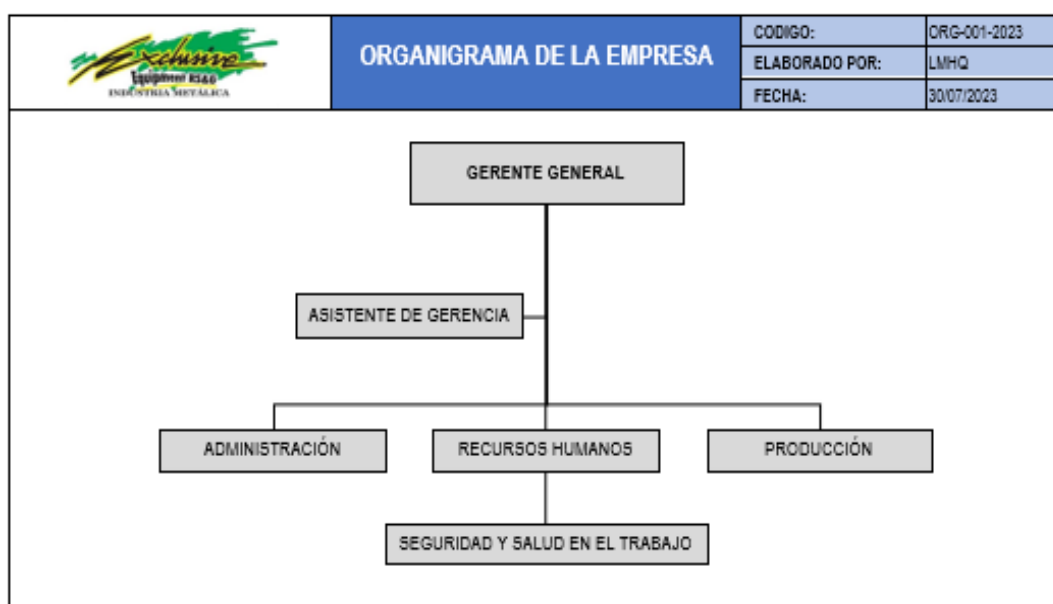 Exclusive
Equipment RS&G
INDUSTRIA METÁLICA
ORGANIGRAMA DE LA EMPRESA
CODIGO: ORG-001-2023
ELABORADO POR: LMHQ
FECHA: 30/07/2023
GERENTE GENERAL
ASISTENTE DE GERENCIA
ADMINISTRACIÓN
RECURSOS HUMANOS
PRODUCCIÓN
SEGURIDAD Y SALUD EN EL TRABAJO